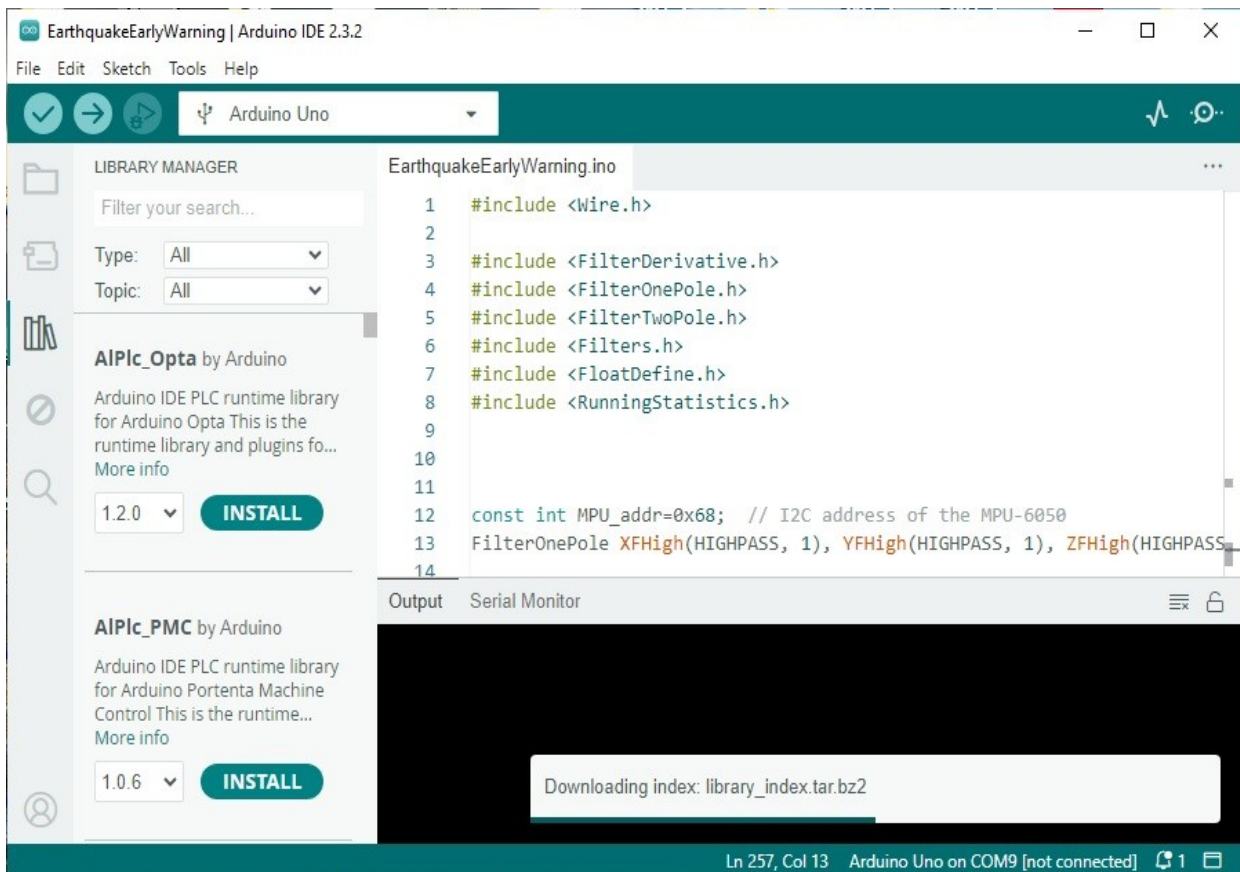 EarthquakeEarlyWarning | Arduino IDE 2.3.2
File Edit Sketch Tools Help
Arduino Uno
LIBRARY MANAGER
Filter your search...
Type: All
Topic: All
AlPlc_Opta by Arduino
Arduino IDE PLC runtime library
for Arduino Opta This is the
runtime library and plugins fo...
More info
1.2.0 INSTALL
AlPlc_PMC by Arduino
Arduino IDE PLC runtime library
for Arduino Portenta Machine
Control This is the runtime...
More info
1.0.6 INSTALL
EarthquakeEarlyWarning.ino
1 #include <Wire.h>
2
3 #include <FilterDerivative.h>
4 #include <FilterOnePole.h>
5 #include <FilterTwoPole.h>
6 #include <Filters.h>
7 #include <FloatDefine.h>
8 #include <RunningStatistics.h>
9
10
11
12 const int MPU_addr=0x68; // I2C address of the MPU-6050
13 FilterOnePole XFHigh(HIGHPASS, 1), YFHigh(HIGHPASS, 1), ZFHigh(HIGHPASS
14
Output Serial Monitor
Downloading index: library_index.tar.bz2
Ln 257, Col 13 Arduino Uno on COM9 [not connected] 1